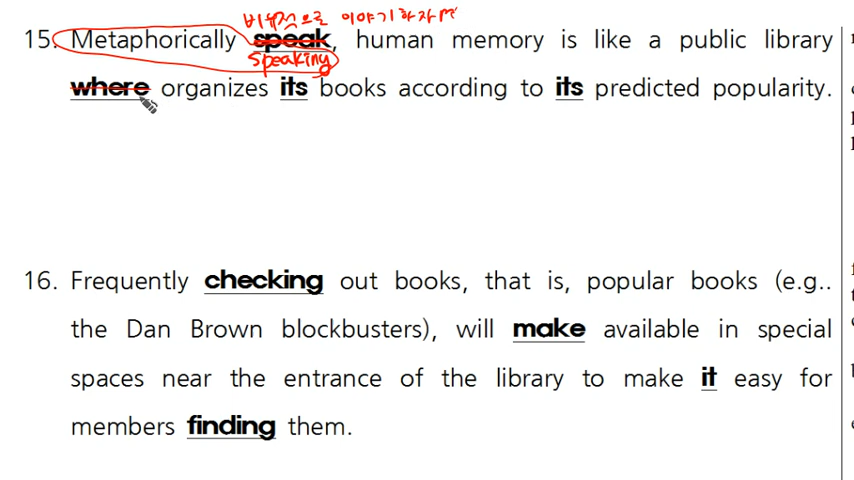 비유적으로 이야기하자면
15. Metaphorically speak, human memory is like a public library
speaking
where organizes its books according to its predicted popularity.
16. Frequently checking out books, that is, popular books (e.g..
the Dan Brown blockbusters), will make available in special
spaces near the entrance of the library to make it easy for
members finding them.